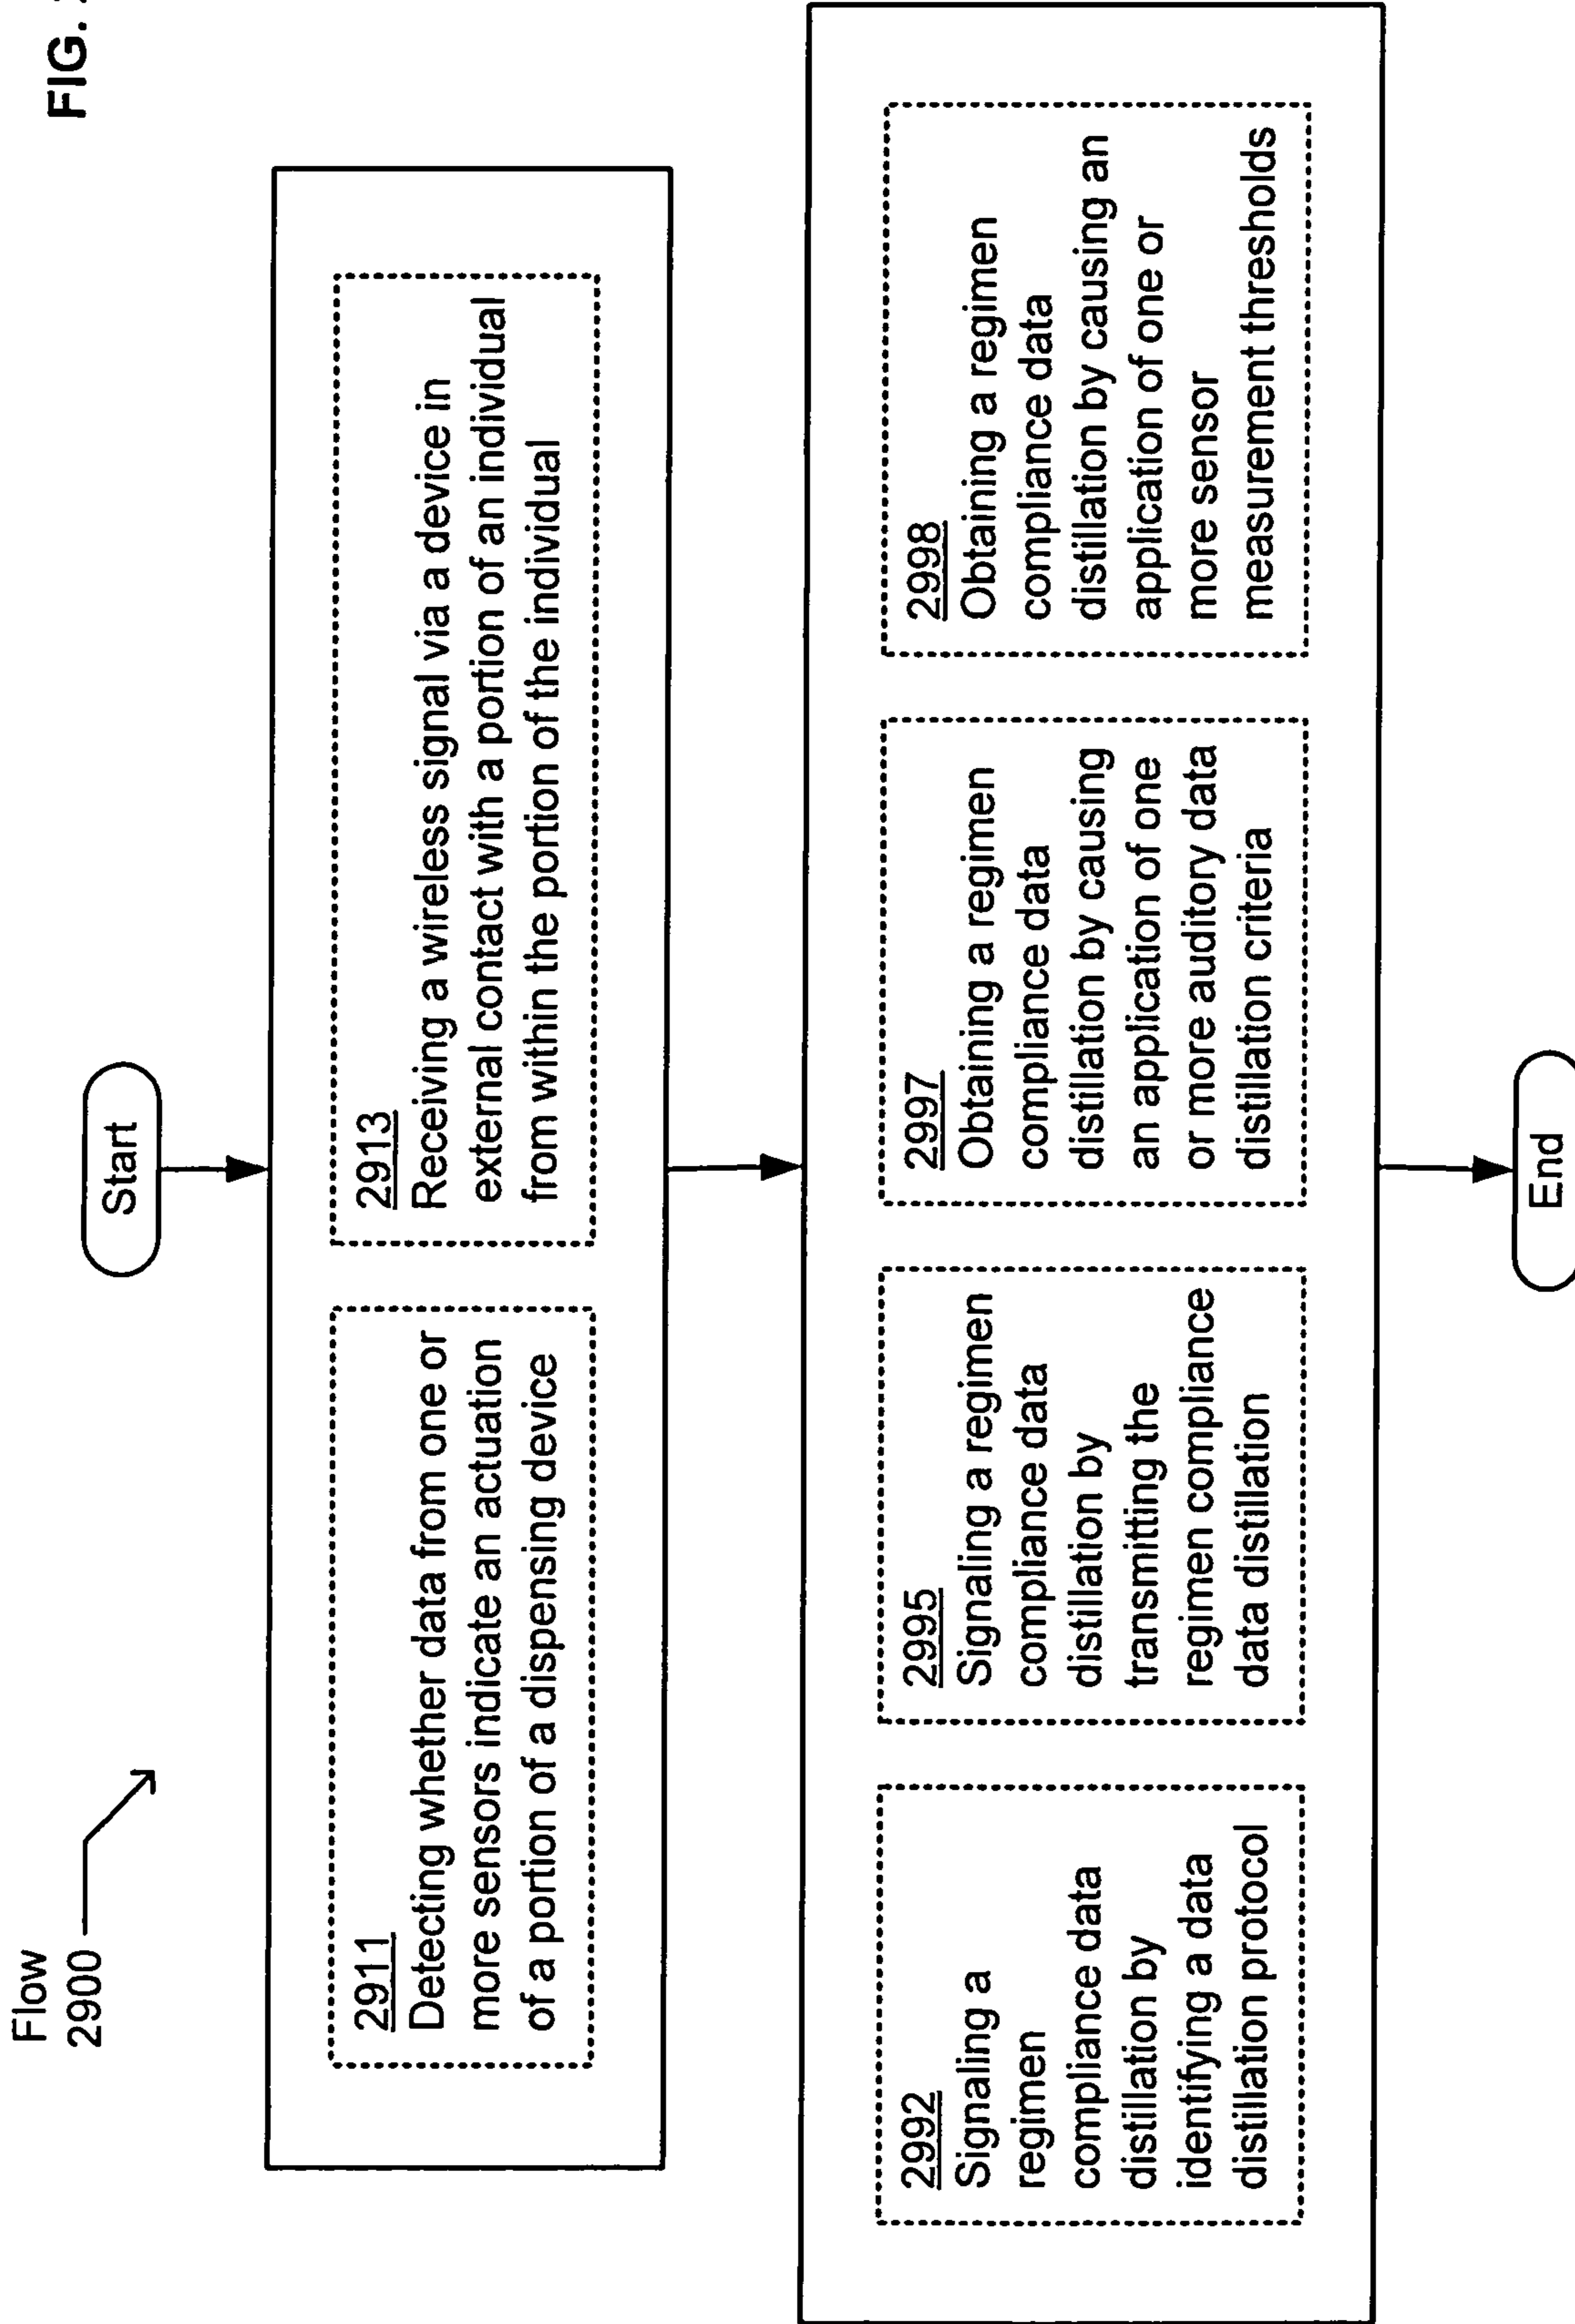 FIG.
Flow
2900
Start
2911
Detecting whether data from one or
more sensors indicate an actuation
of a portion of a dispensing device
2913
Receiving a wireless signal via a device in
external contact with a portion of an individual
from within the portion of the individual
2992
Signaling a
regimen
compliance data
distillation by
identifying a data
distillation protocol
2995
Signaling a regimen
compliance data
distillation by
transmitting the
regimen compliance
data distillation
2997
Obtaining a regimen
compliance data
distillation by causing
an application of one
or more auditory data
distillation criteria
2998
Obtaining a regimen
compliance data
distillation by causing an
application of one or
more sensor
measurement thresholds
End